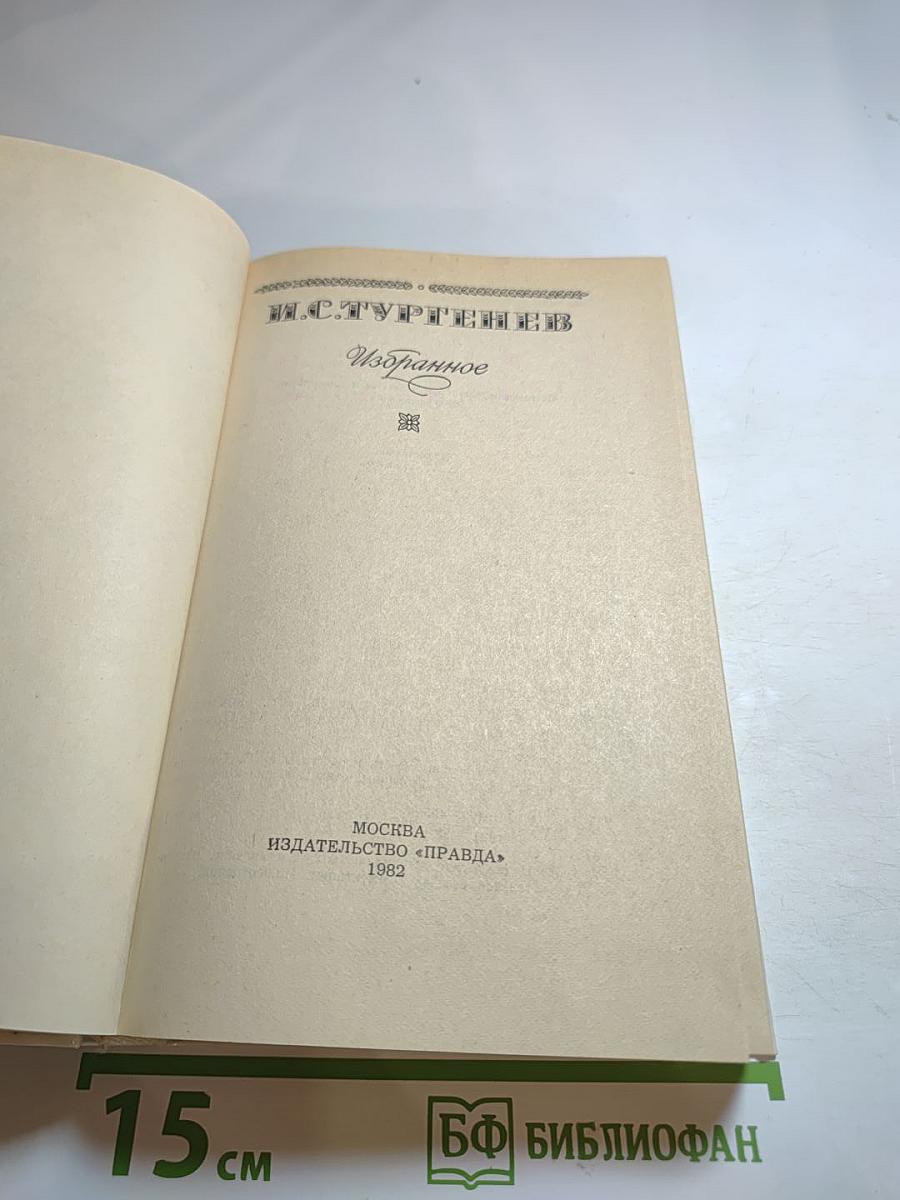 И.С.ТУРГЕНЕВ
Избранное
МОСКВА
ИЗДАТЕЛЬСТВО «ПРАВДА»
1982
15 см
БФ БИБЛИОФАН